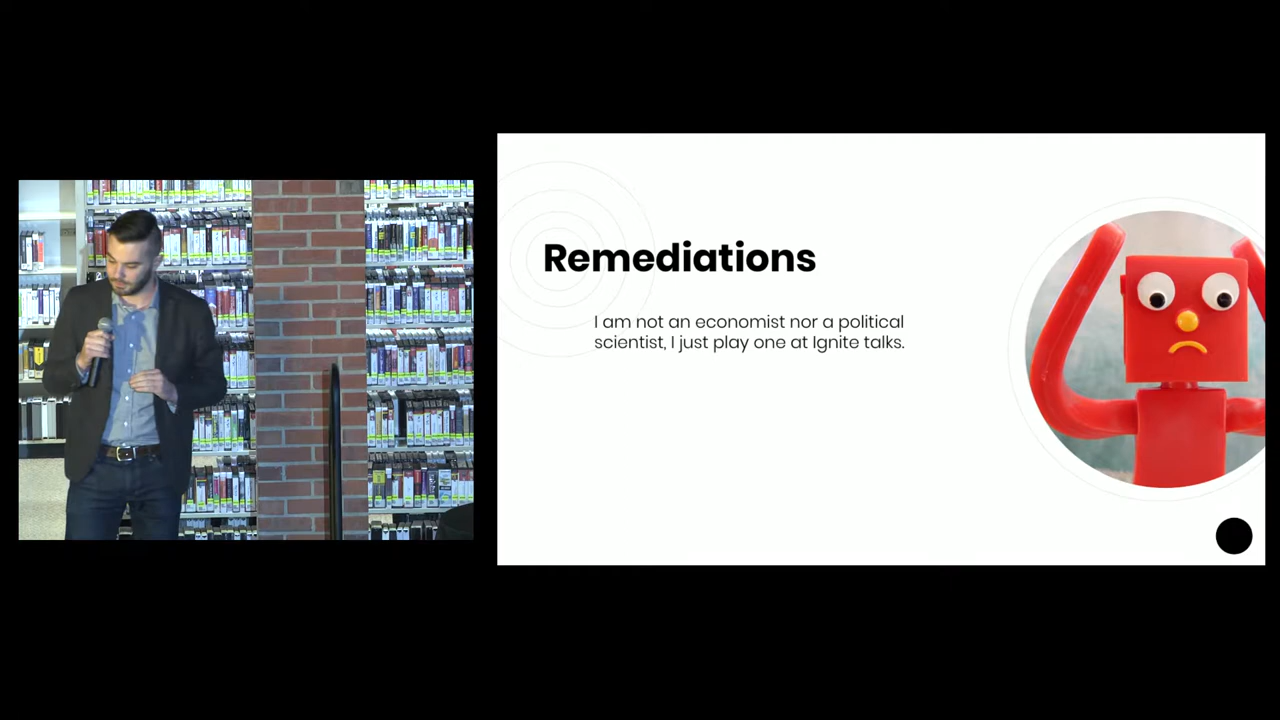 Remediations
I am not an economist nor a political
scientist, I just play one at Ignite talks.